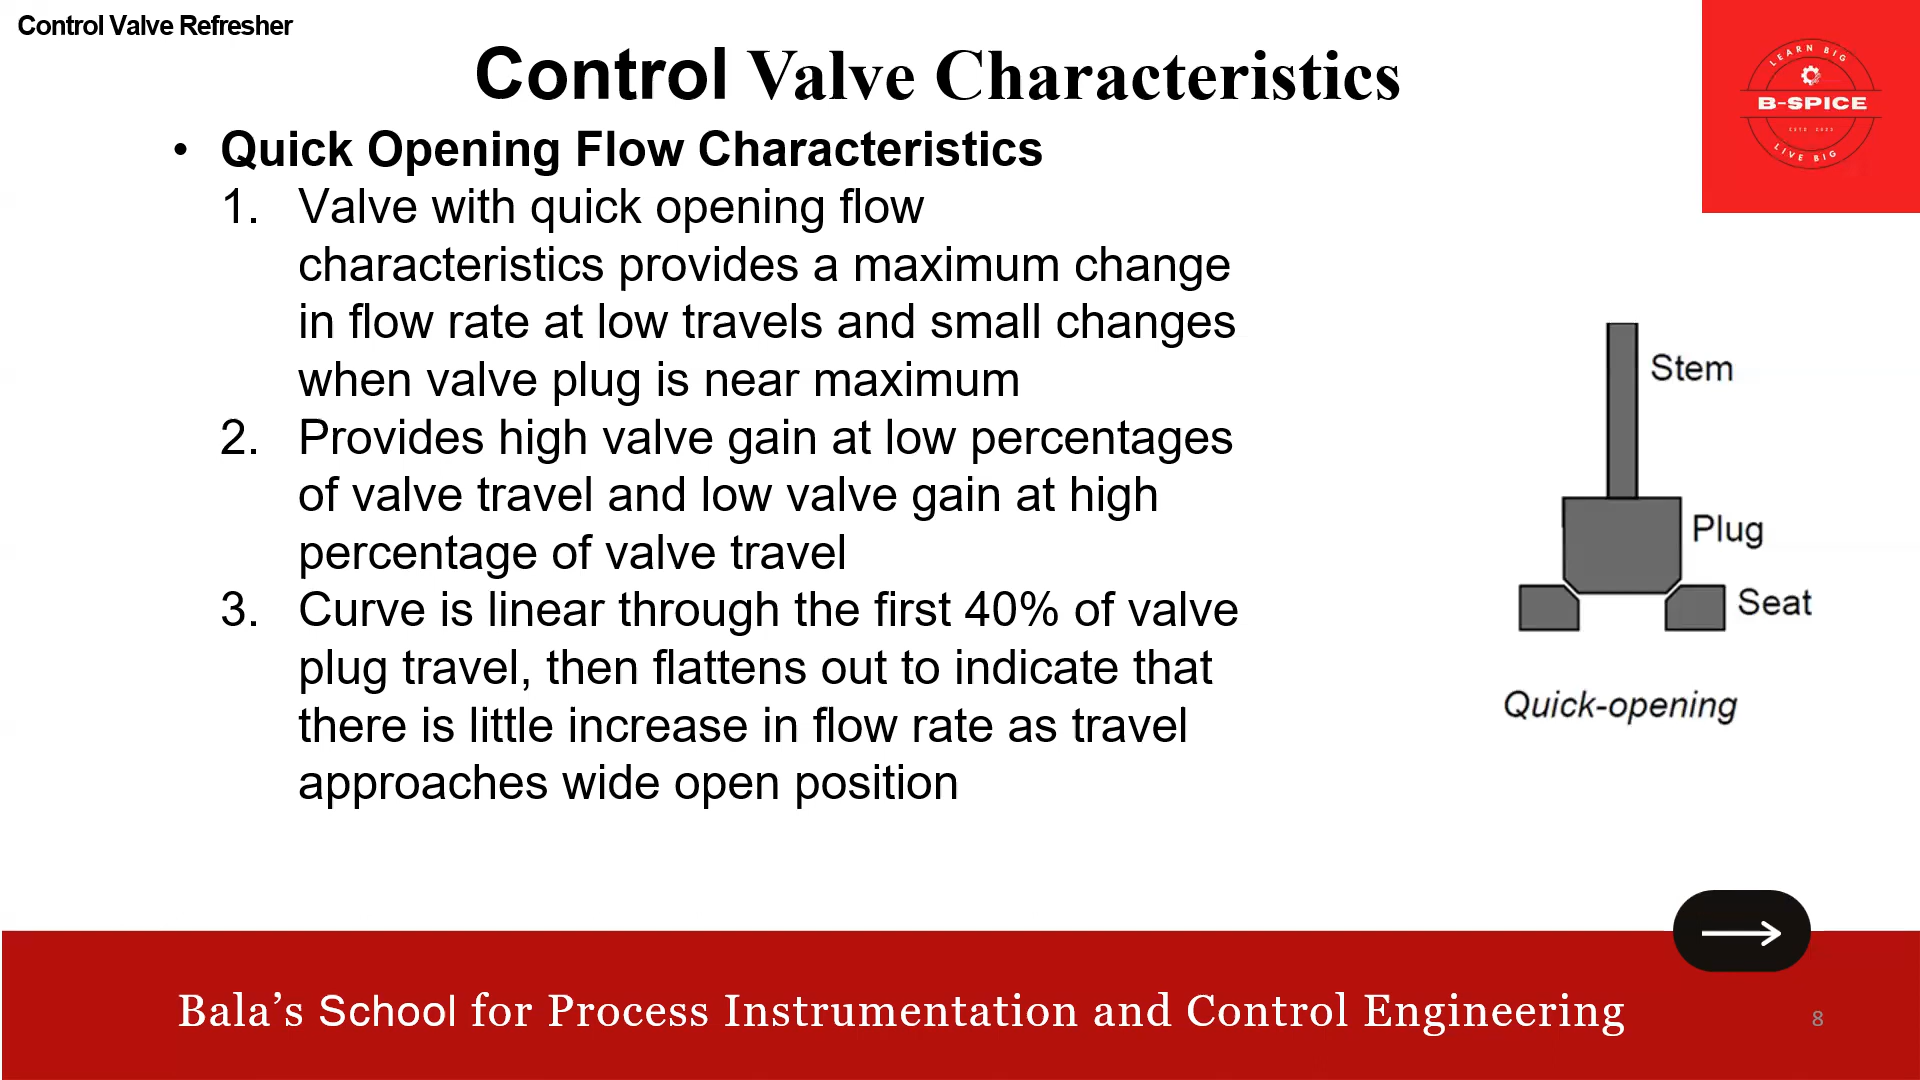 Control Valve Refresher
Control Valve Characteristics
LEARN BIG
B-SPICE
ESTD 2023
LIVE BIG
• Quick Opening Flow Characteristics
1. Valve with quick opening flow
characteristics provides a maximum change
in flow rate at low travels and small changes
when valve plug is near maximum
2. Provides high valve gain at low percentages
of valve travel and low valve gain at high
percentage of valve travel
3. Curve is linear through the first 40% of valve
plug travel, then flattens out to indicate that
there is little increase in flow rate as travel
approaches wide open position
Stem
Plug
Seat
Quick-opening
Bala’s School for Process Instrumentation and Control Engineering
8